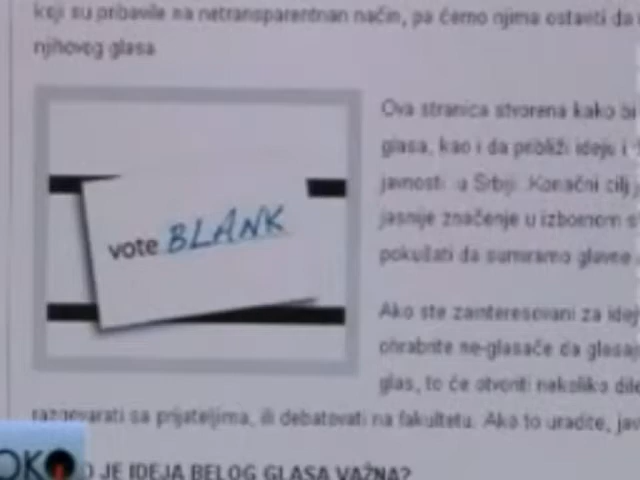 koji su pribavile na netransparentnan način, pa ćemo njima ostaviti da
njihovog glasa
Ova stranica stvorena kako bi
glasa, kao i da približi ideju i
javnosti u Srbiji. Konačni cilj
jasnije značenje u izbornom
pokušati da sumiramo glavne
vote BLANK
Ako ste zainteresovani za
ohrabrite ne-glasače da
glas, to će otvoriti nekoliko
razgovarati sa prijateljima, ili debatovati na fakultetu. Ako to uradite,
OKO JE IDEJA BELOG GLASA VAŽNA?